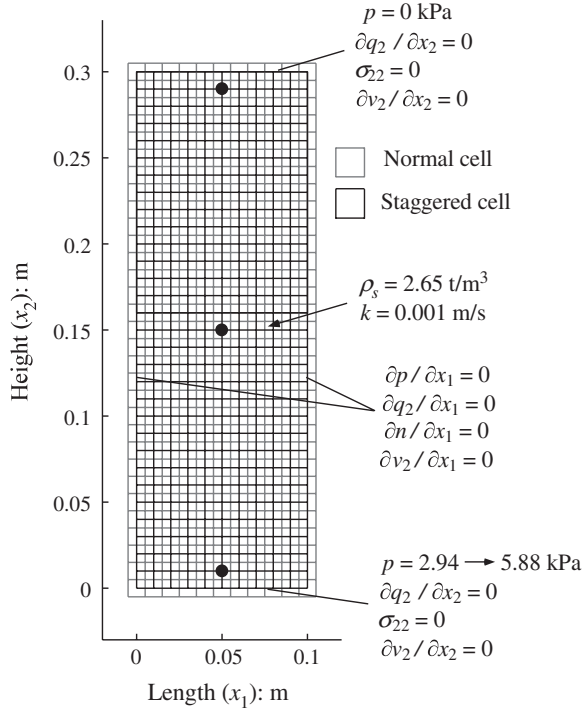 p = 0 kPa
∂q₂ / ∂x₂ = 0
σ₂₂ = 0
∂v₂ / ∂x₂ = 0
Normal cell
Staggered cell
ρₛ = 2.65 t/m³
k = 0.001 m/s
∂p / ∂x₁ = 0
∂q₂ / ∂x₁ = 0
∂n / ∂x₁ = 0
∂v₂ / ∂x₁ = 0
p = 2.94 → 5.88 kPa
∂q₂ / ∂x₂ = 0
σ₂₂ = 0
∂v₂ / ∂x₂ = 0
Height (x₂): m
0.3
0.25
0.2
0.15
0.1
0.05
0
0 0.05 0.1
Length (x₁): m